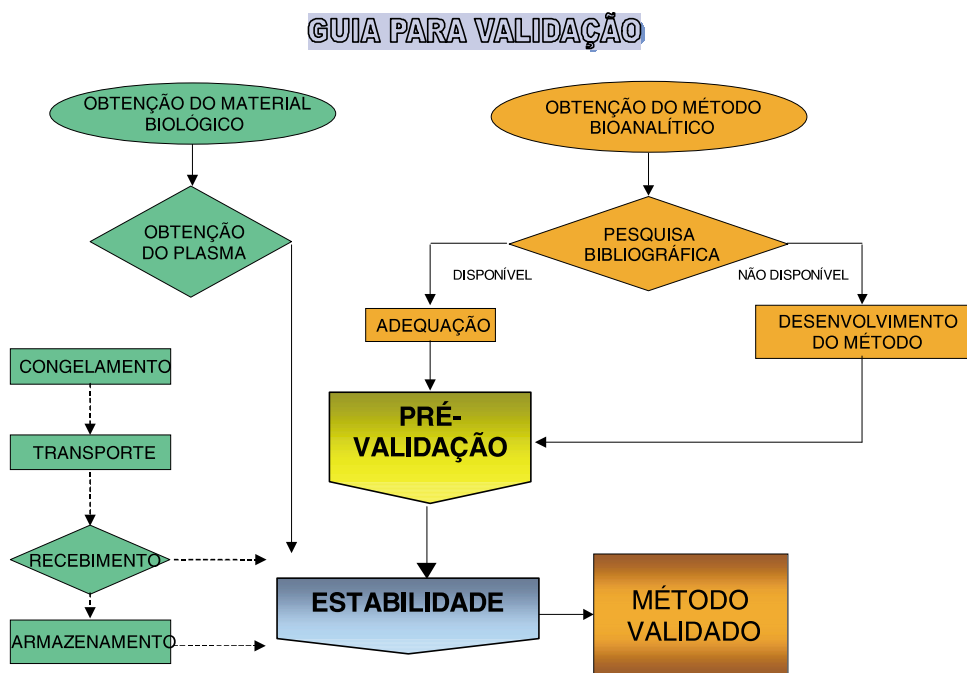 GUIA PARA VALIDAÇÃO
OBTENÇÃO DO MATERIAL
BIOLÓGICO
OBTENÇÃO DO MÉTODO
BIOANALÍTICO
OBTENÇÃO
DO PLASMA
PESQUISA
BIBLIOGRÁFICA
DISPONÍVEL
NÃO DISPONÍVEL
ADEQUAÇÃO
DESENVOLVIMENTO
DO MÉTODO
CONGELAMENTO
PRÉ-
VALIDAÇÃO
TRANSPORTE
RECEBIMENTO
ESTABILIDADE
MÉTODO
VALIDADO
ARMAZENAMENTO